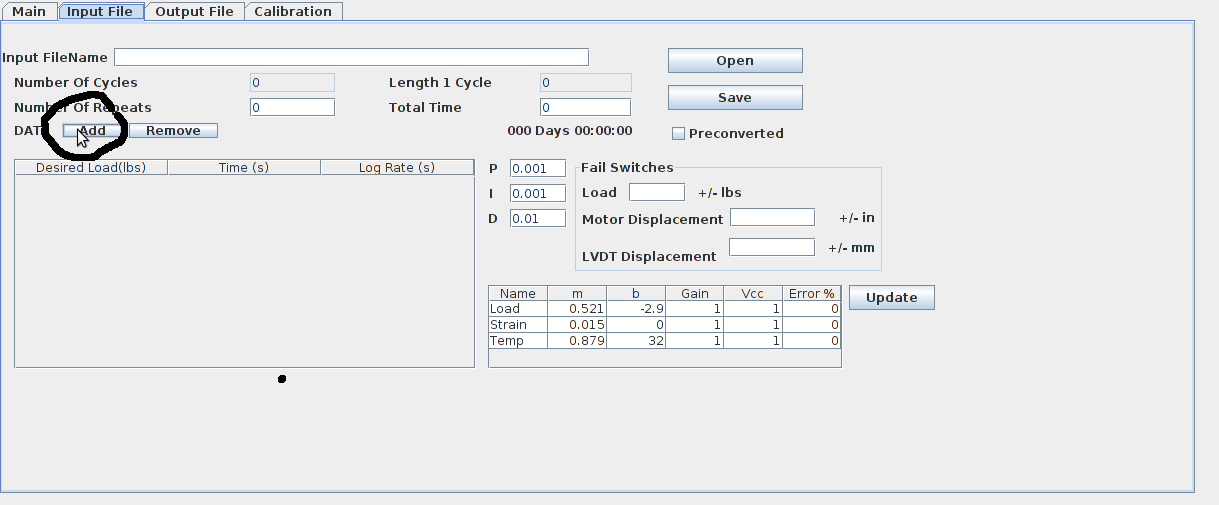 Main Input File Output File Calibration
Input FileName Open
Number Of Cycles 0 Length 1 Cycle 0
Save
Number Of Repeats 0 Total Time 0
DAT Add Remove 000 Days 00:00:00 Preconverted
Desired Load(lbs) Time (s) Log Rate (s)
P 0.001
I 0.001
D 0.01
Fail Switches
Load +/- lbs
Motor Displacement +/- in
LVDT Displacement +/- mm
Name m b Gain Vcc Error %
Load 0.521 -2.9 1 1 0
Strain 0.015 0 1 1 0
Temp 0.879 32 1 1 0
Update